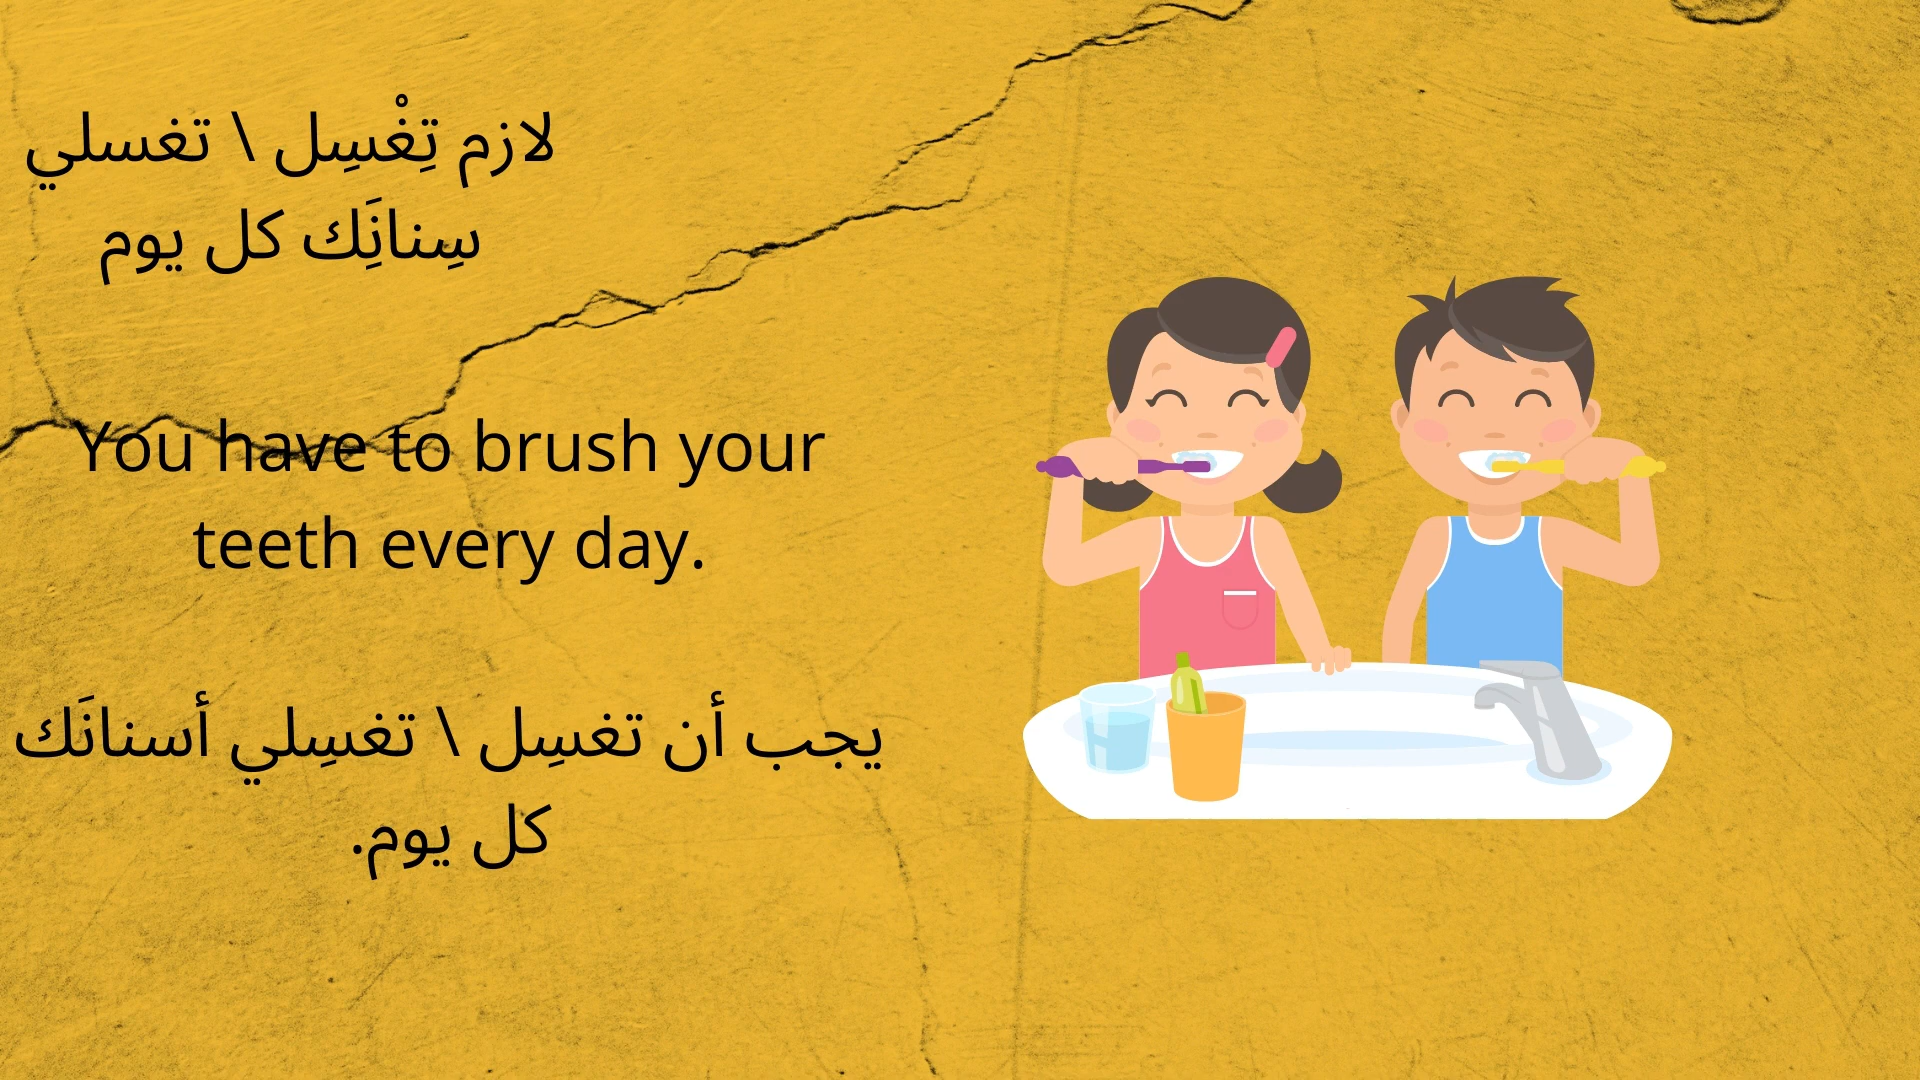 لازم تِغْسِل \ تغسلي
سِنانَِك كل يوم
You have to brush your
teeth every day.
يجب أن تغسِل \ تغسِلي أسنانَك
كل يوم.